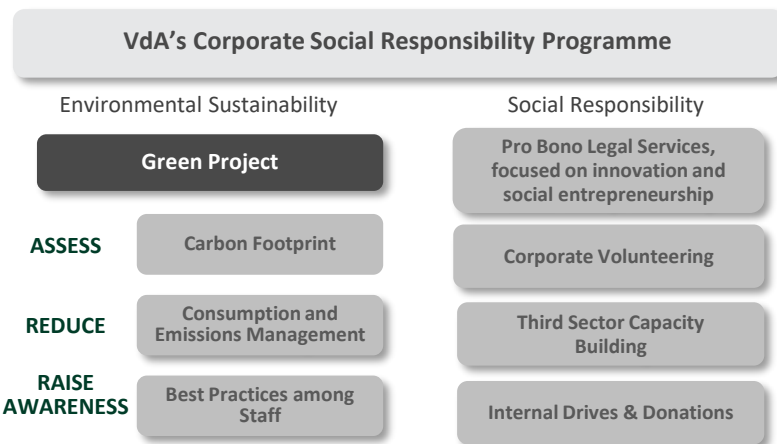 VdA's Corporate Social Responsibility Programme
Environmental Sustainability
Green Project
ASSESS
Carbon Footprint
REDUCE
Consumption and
Emissions Management
RAISE
AWARENESS
Best Practices among
Staff
Social Responsibility
Pro Bono Legal Services,
focused on innovation and
social entrepreneurship
Corporate Volunteering
Third Sector Capacity
Building
Internal Drives & Donations